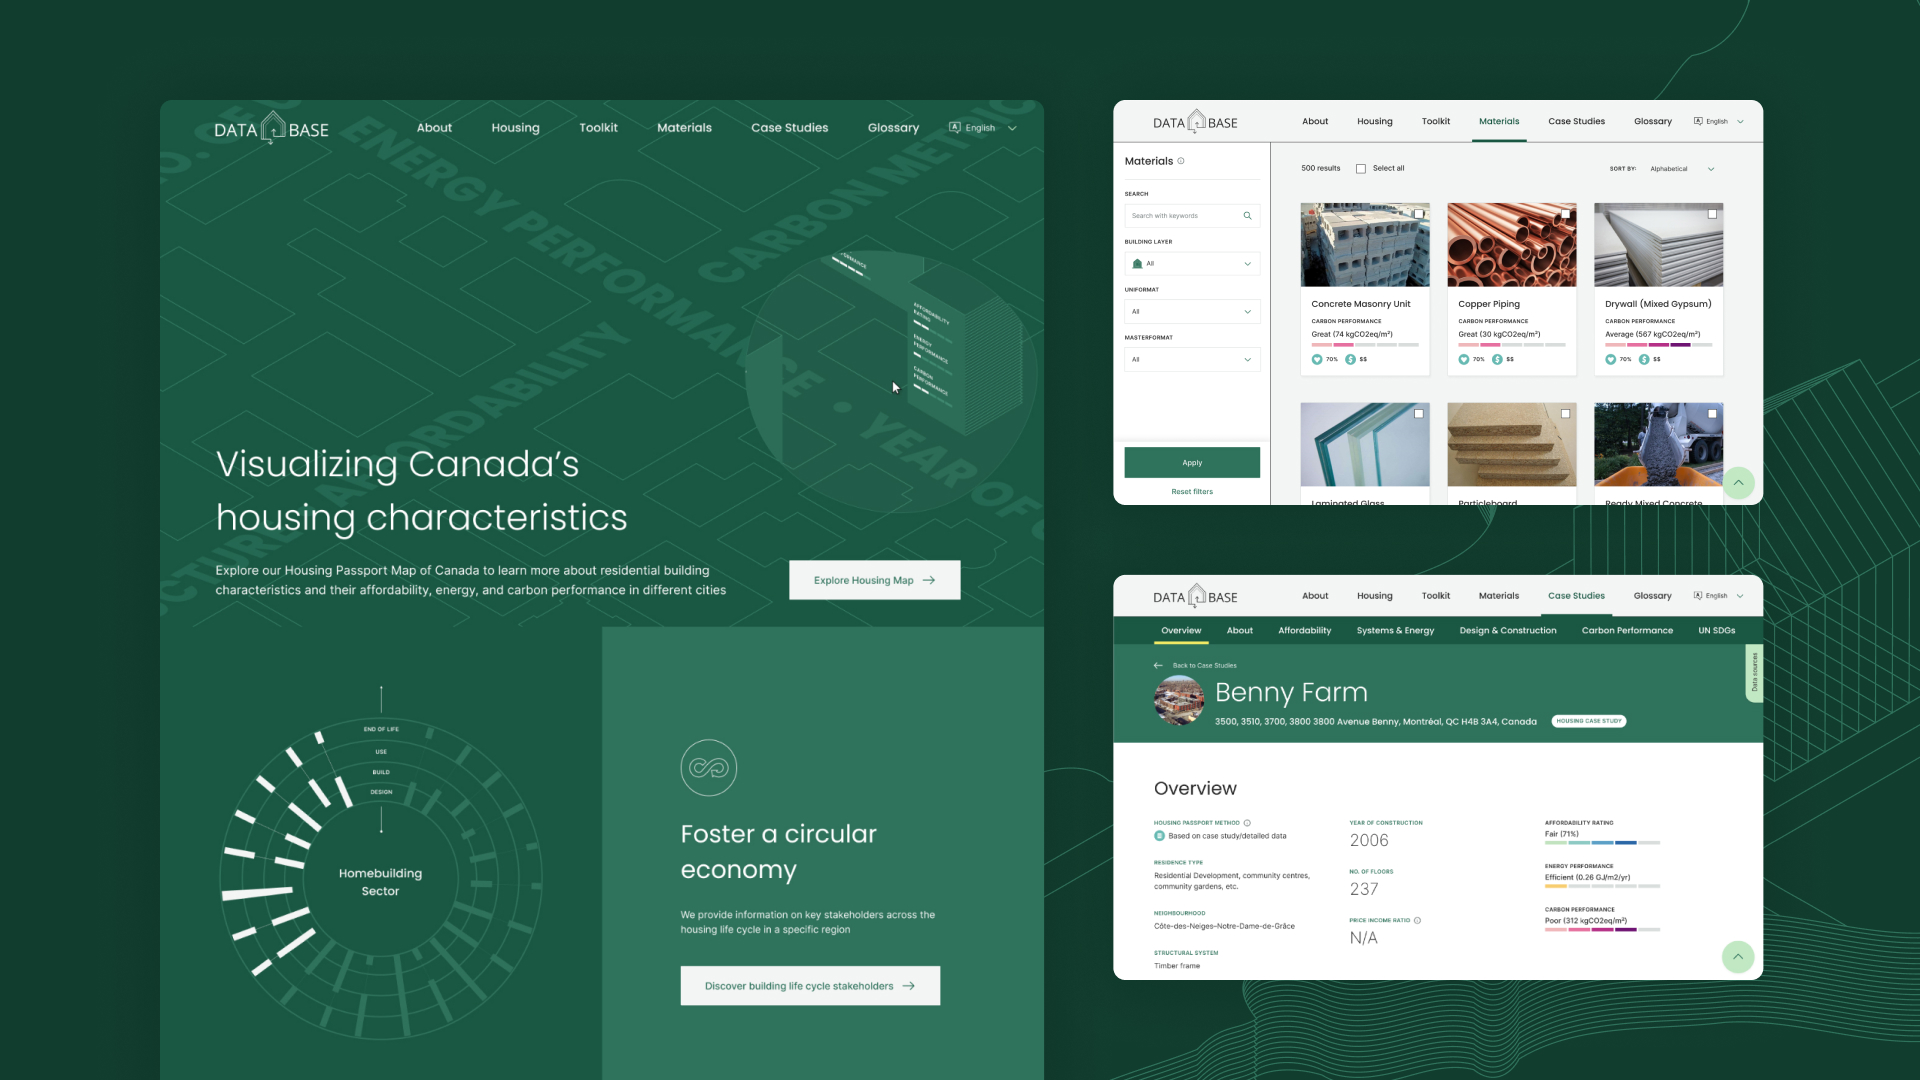 DATA BASE
About
Housing
Toolkit
Materials
Case Studies
Glossary
English
ENERGY PERFORMANCE • YEAR OF
CARBON METRIC
AFFORDABILITY
AFFORDABILITY RATING
ENERGY PERFORMANCE
CARBON PERFORMANCE
Visualizing Canada's
housing characteristics
Explore our Housing Passport Map of Canada to learn more about residential building
characteristics and their affordability, energy, and carbon performance in different cities
Explore Housing Map
END OF LIFE
USE
BUILD
DESIGN
Homebuilding
Sector
Foster a circular
economy
We provide information on key stakeholders across the
housing life cycle in a specific region
Discover building life cycle stakeholders
DATA BASE
About
Housing
Toolkit
Materials
Case Studies
Glossary
English
Materials
SEARCH
Search with keywords
BUILDING LAYER
All
UNIFORMAT
All
MASTERFORMAT
All
Apply
Reset filters
500 results
Select all
SORT BY:
Alphabetical
Concrete Masonry Unit
CARBON PERFORMANCE
Great (74 kgCO2eq/m²)
70%
$$
Copper Piping
CARBON PERFORMANCE
Great (30 kgCO2eq/m²)
70%
$$
Drywall (Mixed Gypsum)
CARBON PERFORMANCE
Average (567 kgCO2eq/m²)
70%
$$
Laminated Glass
Particleboard
Ready Mixed Concrete
DATA BASE
About
Housing
Toolkit
Materials
Case Studies
Glossary
English
Overview
About
Affordability
Systems & Energy
Design & Construction
Carbon Performance
UN SDGs
Data sources
Back to Case Studies
Benny Farm
3500, 3510, 3700, 3800 3800 Avenue Benny, Montréal, QC H4B 3A4, Canada
HOUSING CASE STUDY
Overview
HOUSING PASSPORT METHOD
Based on case study/detailed data
RESIDENCE TYPE
Residential Development, community centres,
community gardens, etc.
NEIGHBOURHOOD
Côte-des-Neiges–Notre-Dame-de-Grâce
STRUCTURAL SYSTEM
Timber frame
YEAR OF CONSTRUCTION
2006
NO. OF FLOORS
237
PRICE INCOME RATIO
N/A
AFFORDABILITY RATING
Fair (71%)
ENERGY PERFORMANCE
Efficient (0.26 GJ/m2/yr)
CARBON PERFORMANCE
Poor (312 kgCO2eq/m²)